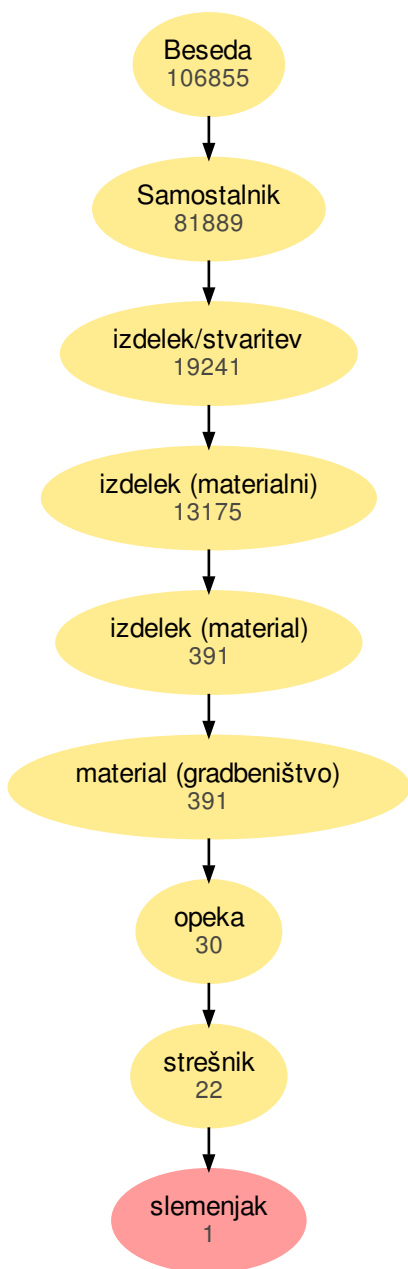 Beseda
106855
Samostalnik
81889
izdelek/stvaritev
19241
izdelek (materialni)
13175
izdelek (material)
391
material (gradbeništvo)
391
opeka
30
strešnik
22
slemenjak
1